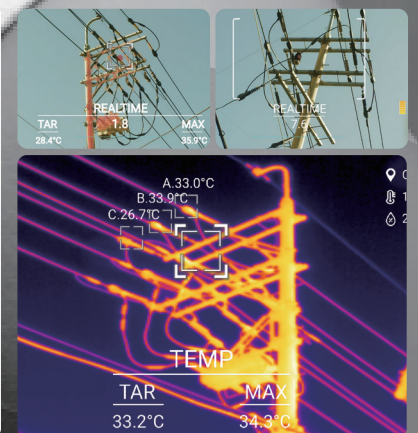 REALTIME
TAR
1.8
MAX
28.4°C
35.9°C
REALTIME
7.6
A.33.0°C
B.33.9°C
C.26.7°C
TEMP
TAR
MAX
33.2°C
34.3°C